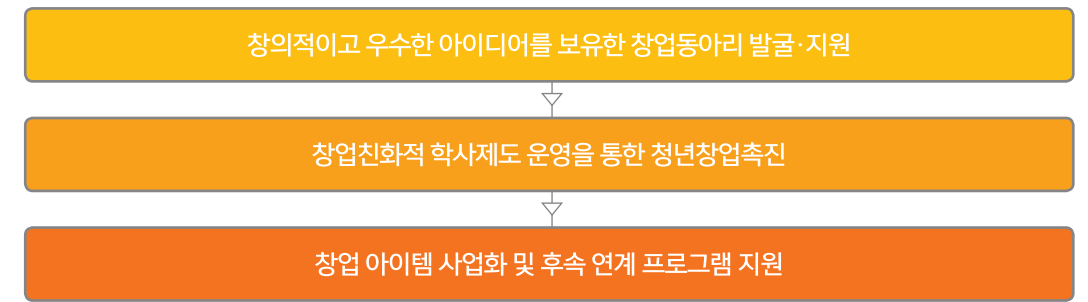 창의적이고 우수한 아이디어를 보유한 창업동아리 발굴·지원
창업친화적 학사제도 운영을 통한 청년창업촉진
창업 아이템 사업화 및 후속 연계 프로그램 지원